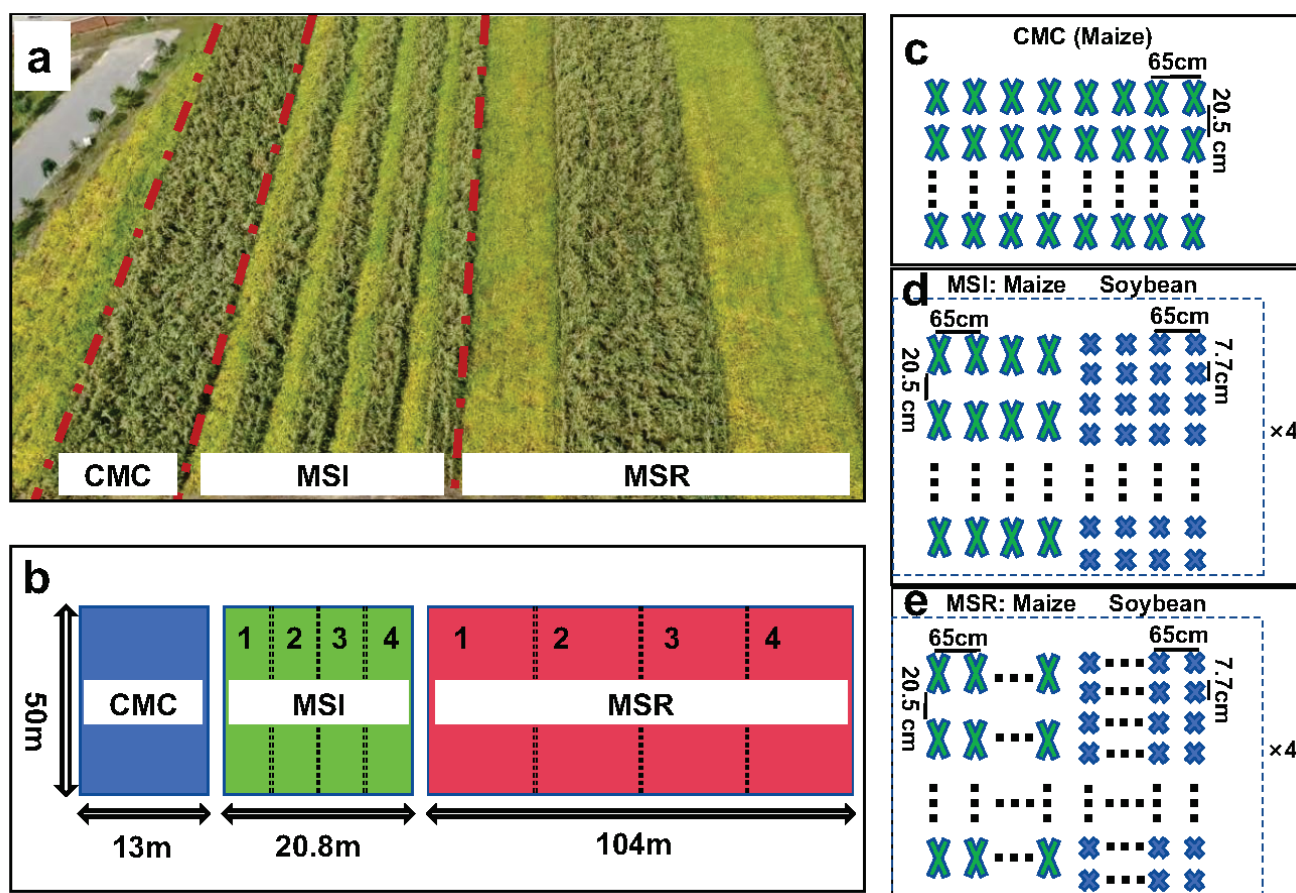 a
CMC
MSI
MSR
b
1 2 3 4
1 2 3 4
CMC
MSI
MSR
50m
13m
20.8m
104m
c
CMC (Maize)
65cm
20.5 cm
d
MSI: Maize Soybean
65cm
65cm
20.5 cm
7.7cm
×4
e
MSR: Maize Soybean
65cm
65cm
20.5 cm
7.7cm
×4